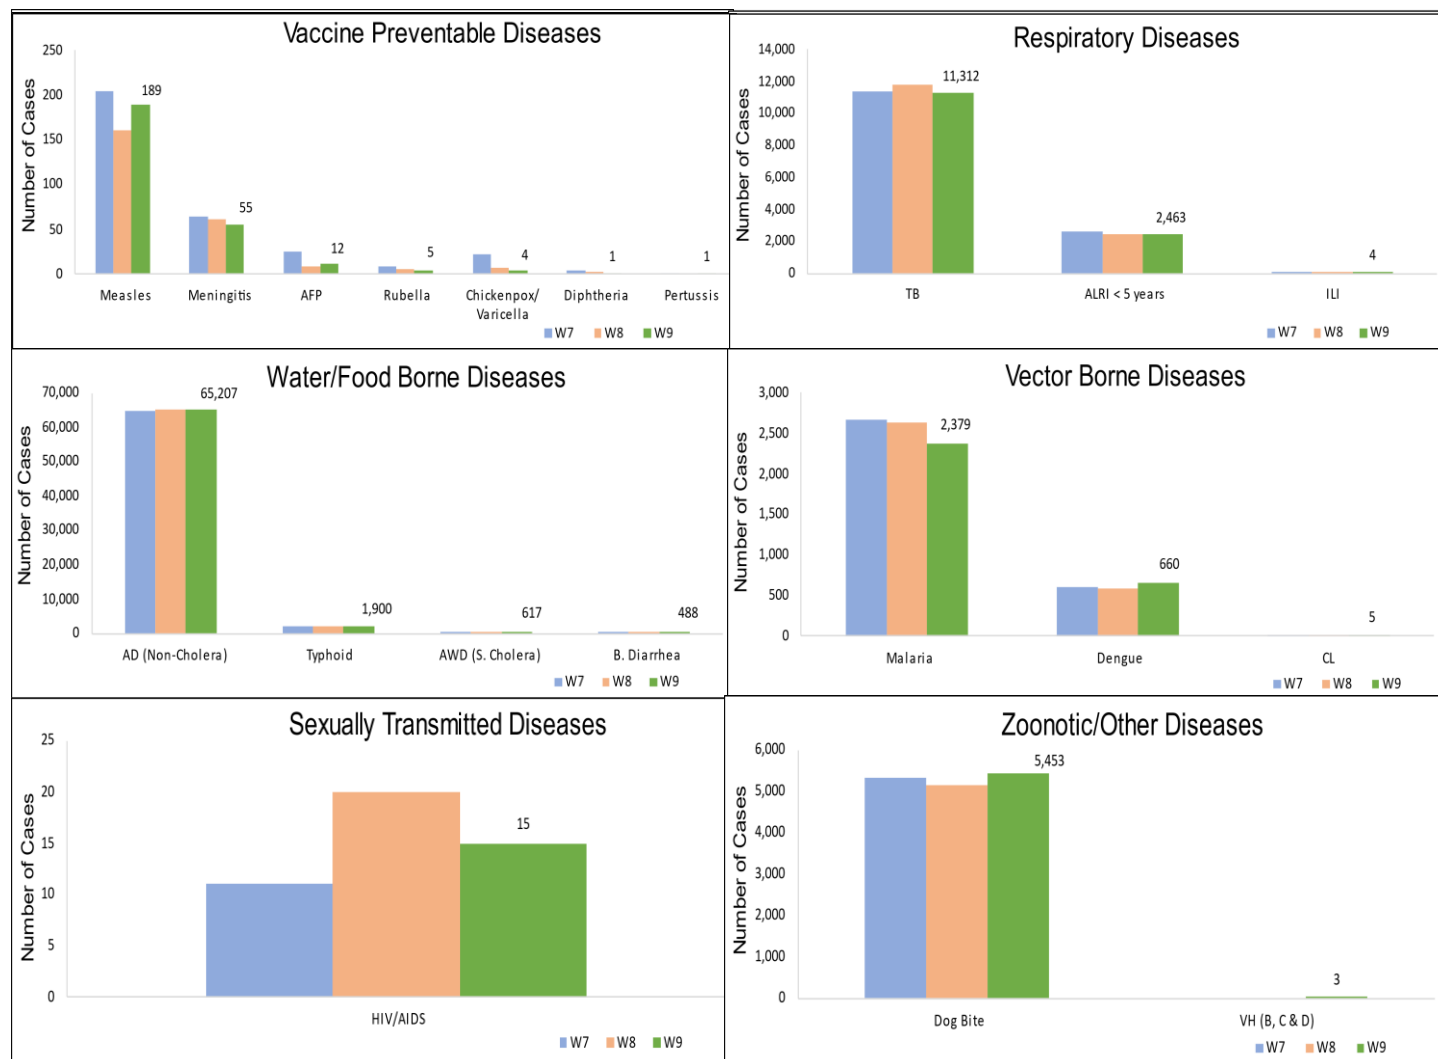 Vaccine Preventable Diseases
Number of Cases
250
200
150
100
50
0
189
55
12
5
4
1
1
Measles
Meningitis
AFP
Rubella
Chickenpox/
Varicella
Diphtheria
Pertussis
W7 W8 W9
Respiratory Diseases
Number of Cases
14,000
12,000
10,000
8,000
6,000
4,000
2,000
0
11,312
2,463
4
TB
ALRI < 5 years
ILI
W7 W8 W9
Water/Food Borne Diseases
Number of Cases
70,000
60,000
50,000
40,000
30,000
20,000
10,000
0
65,207
1,900
617
488
AD (Non-Cholera)
Typhoid
AWD (S. Cholera)
B. Diarrhea
W7 W8 W9
Vector Borne Diseases
Number of Cases
3,000
2,500
2,000
1,500
1,000
500
0
2,379
660
5
Malaria
Dengue
CL
W7 W8 W9
Sexually Transmitted Diseases
Number of Cases
25
20
15
10
5
0
15
HIV/AIDS
W7 W8 W9
Zoonotic/Other Diseases
Number of Cases
6,000
5,000
4,000
3,000
2,000
1,000
0
5,453
3
Dog Bite
VH (B, C & D)
W7 W8 W9